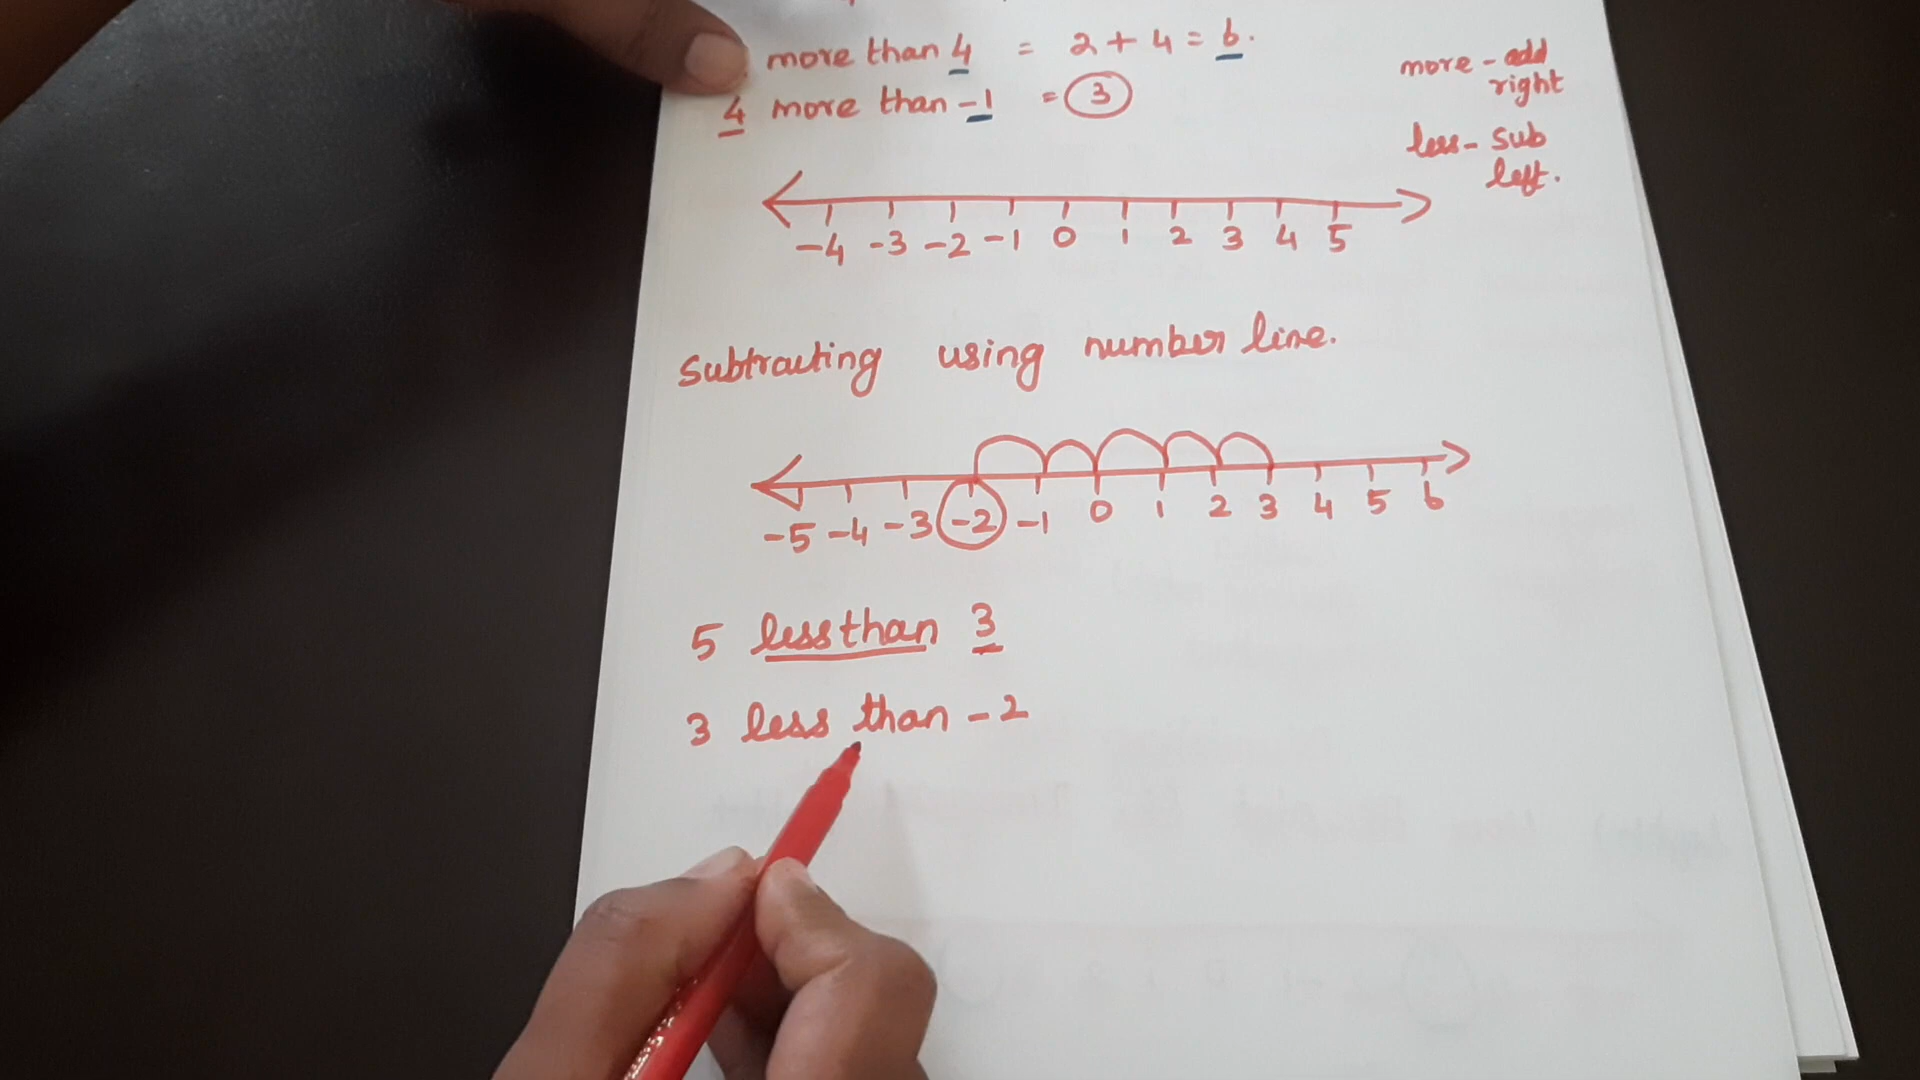 more than 4 = 2 + 4 = 6.
4 more than -1 = 3
more - add
right
less - sub
left.
-4 -3 -2 -1 0 1 2 3 4 5
Subtracting using number line.
-5 -4 -3 -2 -1 0 1 2 3 4 5 6
5 less than 3
3 less than -2